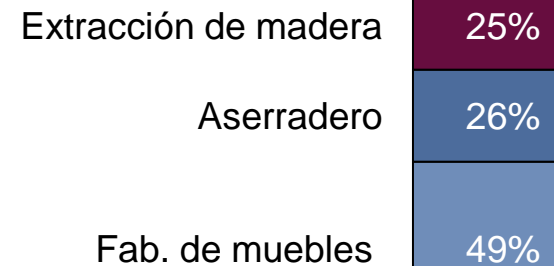 Extracción de madera 25%
Aserradero 26%
Fab. de muebles 49%